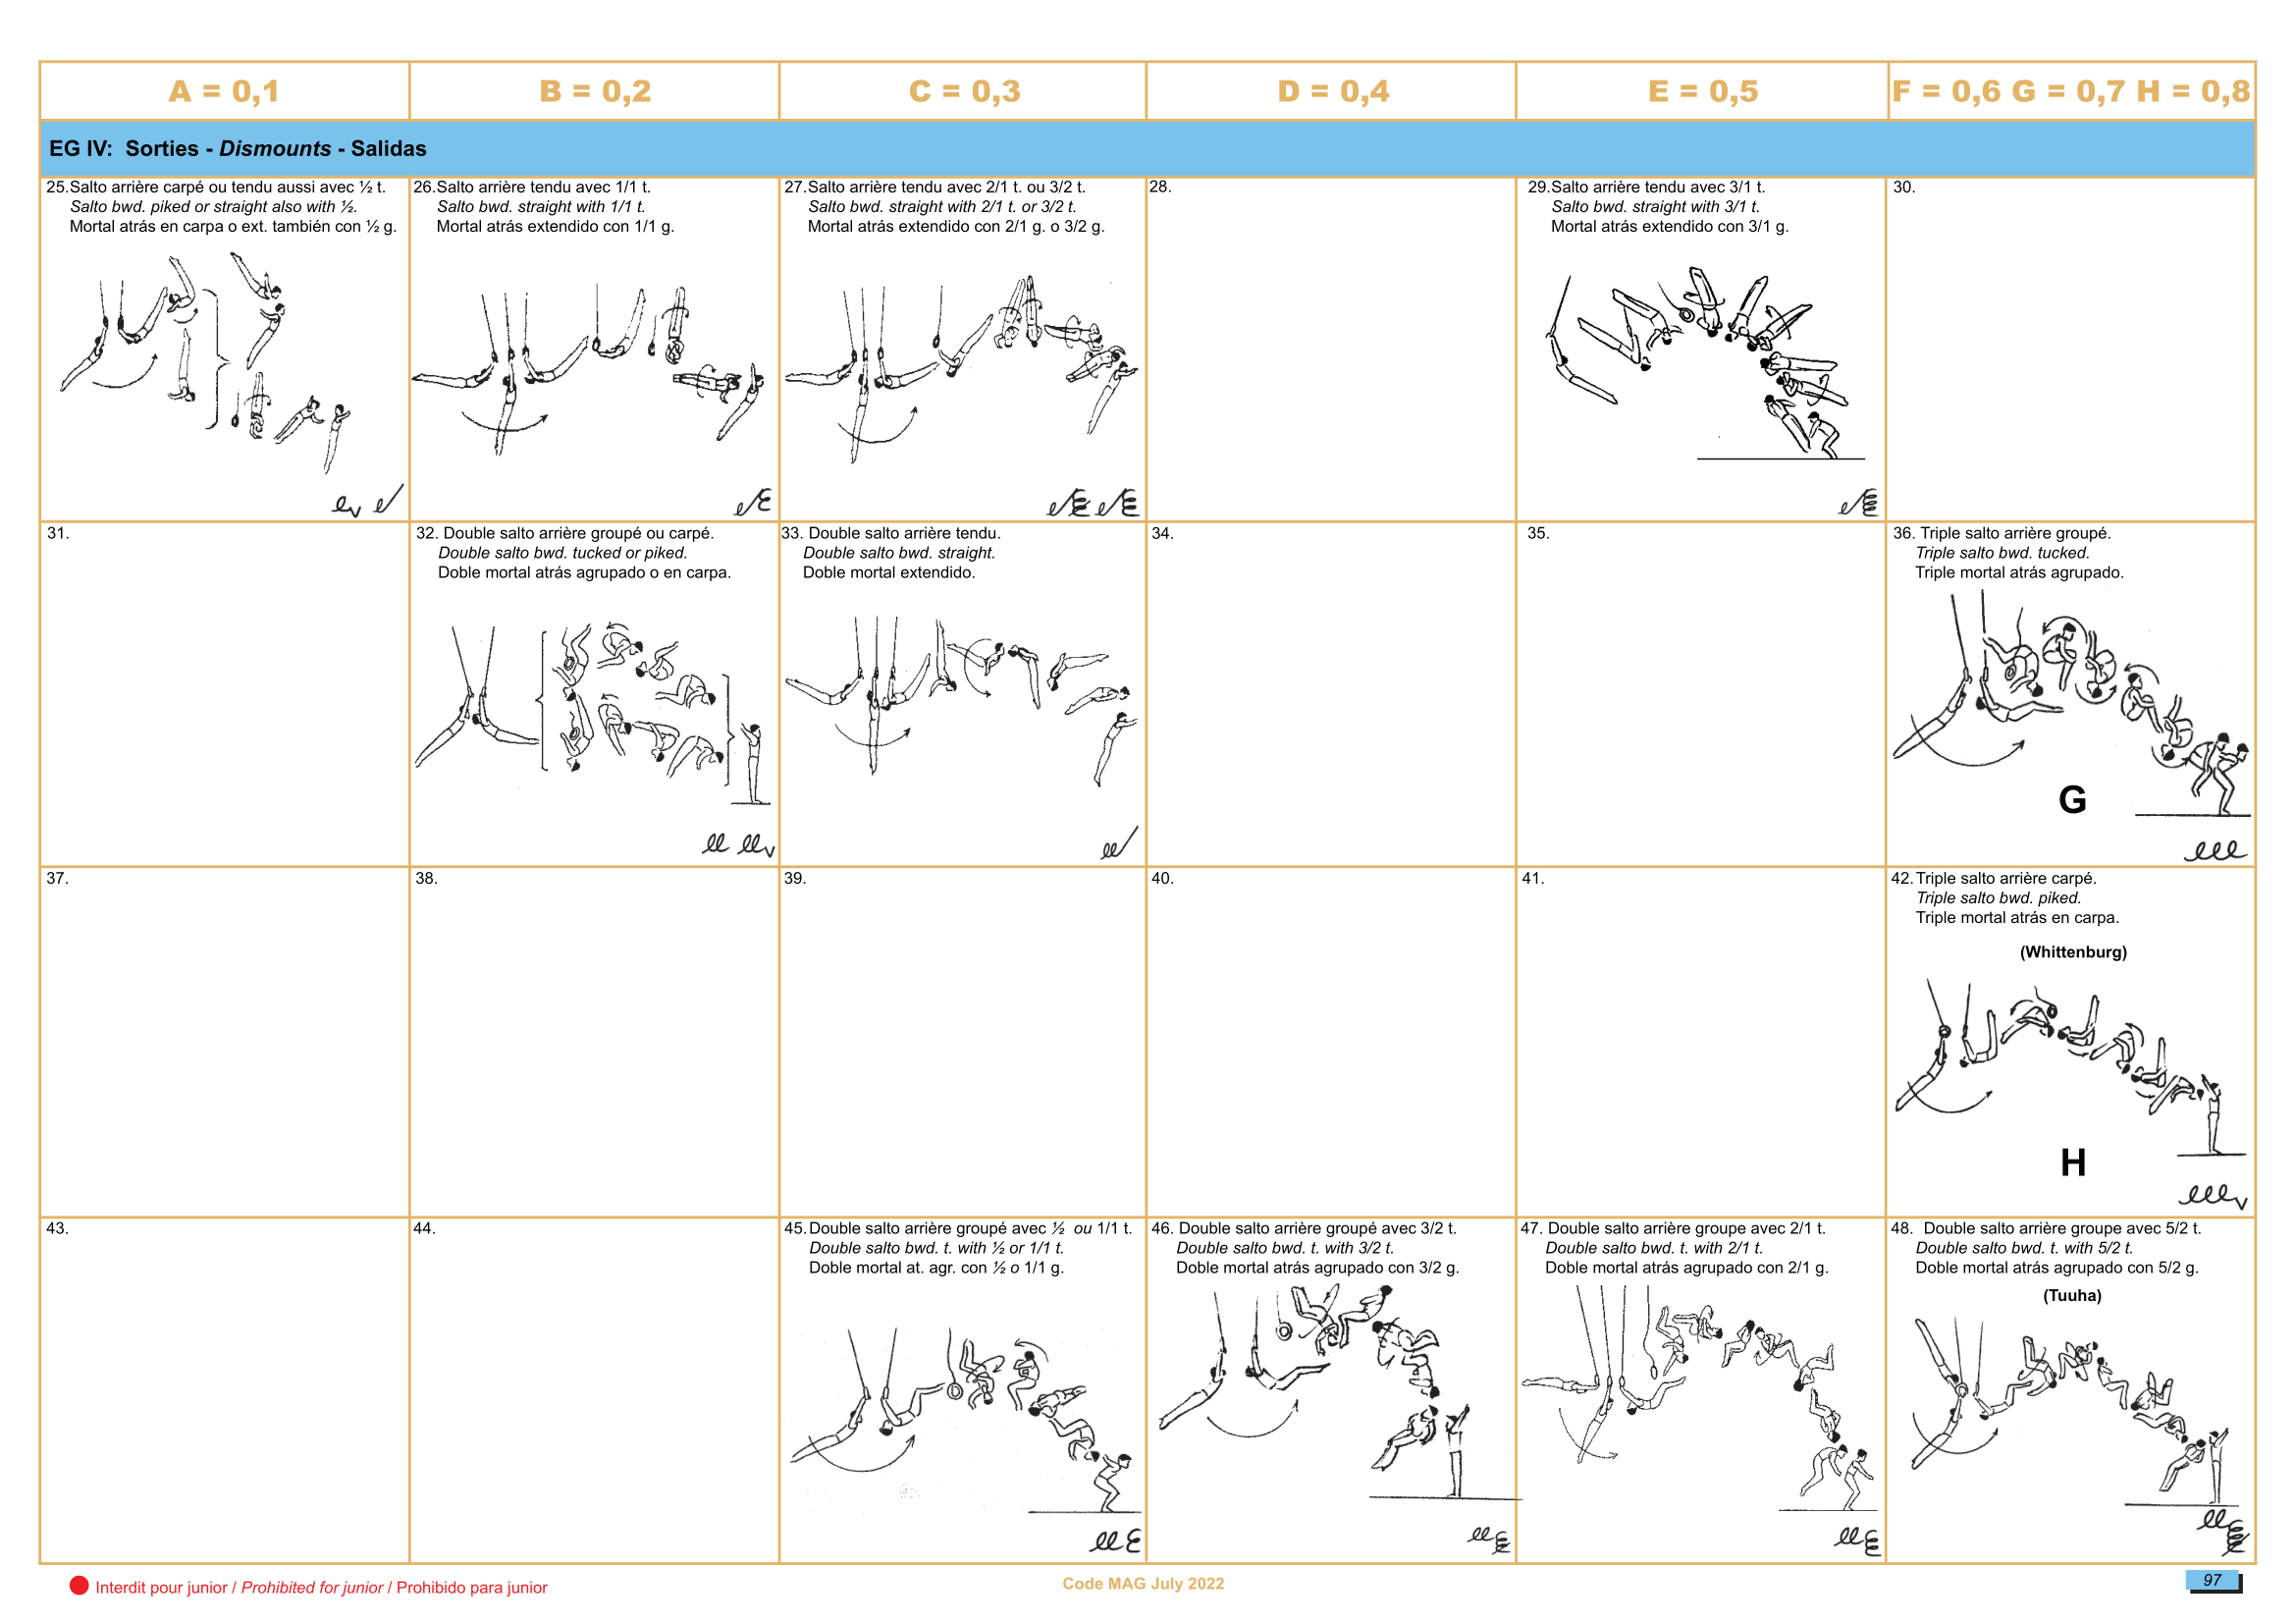 A = 0,1
B = 0,2
C = 0,3
D = 0,4
E = 0,5
F = 0,6 G = 0,7 H = 0,8
EG IV: Sorties - Dismounts - Salidas
25.Salto arrière carpé ou tendu aussi avec ½ t.
Salto bwd. piked or straight also with ½.
Mortal atrás en carpa o ext. también con ½ g.
26.Salto arrière tendu avec 1/1 t.
Salto bwd. straight with 1/1 t.
Mortal atrás extendido con 1/1 g.
27.Salto arrière tendu avec 2/1 t. ou 3/2 t.
Salto bwd. straight with 2/1 t. or 3/2 t.
Mortal atrás extendido con 2/1 g. o 3/2 g.
28.
29.Salto arrière tendu avec 3/1 t.
Salto bwd. straight with 3/1 t.
Mortal atrás extendido con 3/1 g.
30.
31.
32. Double salto arrière groupé ou carpé.
Double salto bwd. tucked or piked.
Doble mortal atrás agrupado o en carpa.
33. Double salto arrière tendu.
Double salto bwd. straight.
Doble mortal extendido.
34.
35.
36. Triple salto arrière groupé.
Triple salto bwd. tucked.
Triple mortal atrás agrupado.
G
37.
38.
39.
40.
41.
42. Triple salto arrière carpé.
Triple salto bwd. piked.
Triple mortal atrás en carpa.
(Whittenburg)
H
43.
44.
45. Double salto arrière groupé avec ½ ou 1/1 t.
Double salto bwd. t. with ½ or 1/1 t.
Doble mortal at. agr. con ½ o 1/1 g.
46. Double salto arrière groupé avec 3/2 t.
Double salto bwd. t. with 3/2 t.
Doble mortal atrás agrupado con 3/2 g.
47. Double salto arrière groupe avec 2/1 t.
Double salto bwd. t. with 2/1 t.
Doble mortal atrás agrupado con 2/1 g.
48. Double salto arrière groupe avec 5/2 t.
Double salto bwd. t. with 5/2 t.
Doble mortal atrás agrupado con 5/2 g.
(Tuuha)
Interdit pour junior / Prohibited for junior / Prohibido para junior
Code MAG July 2022
97